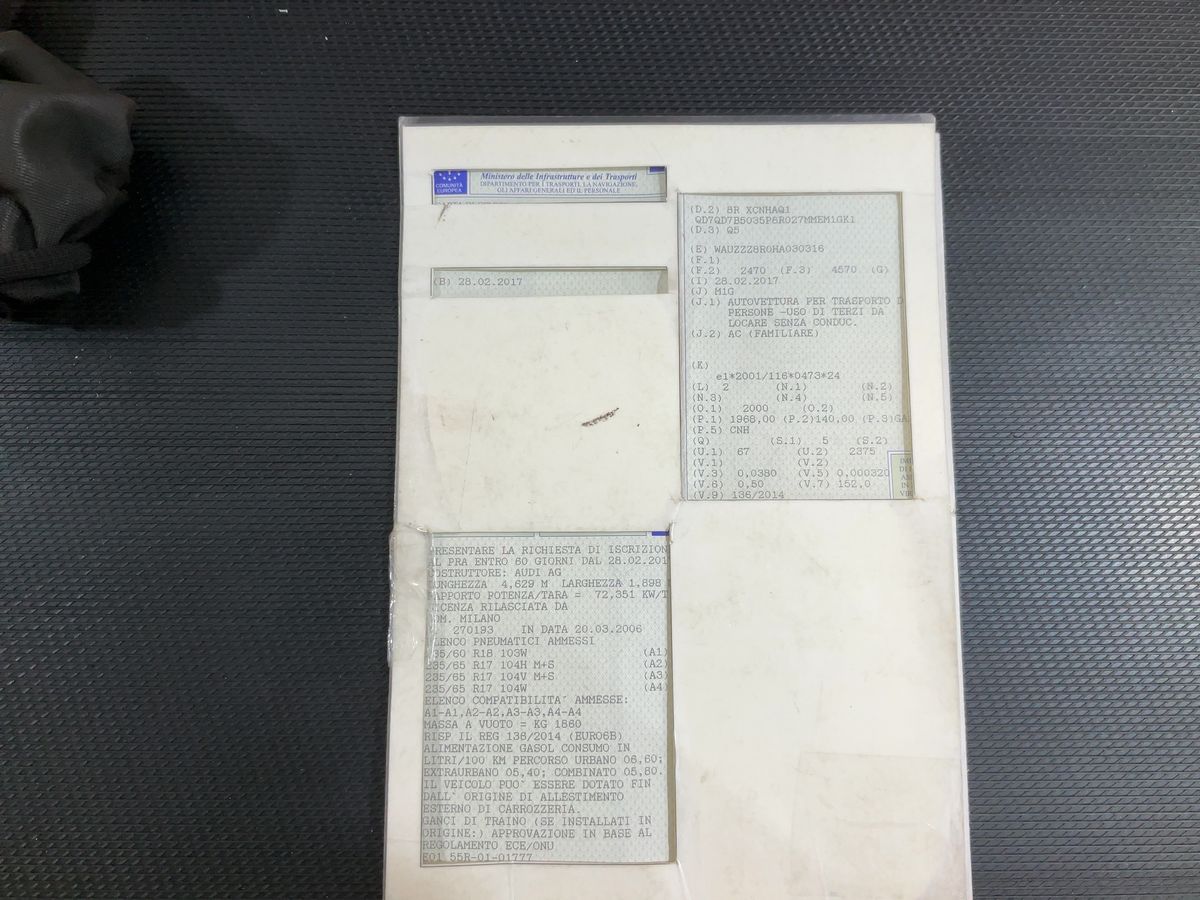 COMUNITÀ
EUROPEA
Ministero delle Infrastrutture e dei Trasporti
DIPARTIMENTO PER I TRASPORTI, LA NAVIGAZIONE,
GLI AFFARI GENERALI ED IL PERSONALE
(B) 28.02.2017
RESENTARE LA RICHIESTA DI ISCRIZION
AL PRA ENTRO 60 GIORNI DAL 28.02.201
COSTRUTTORE: AUDI AG
LUNGHEZZA 4,629 M LARGHEZZA 1,898
RAPPORTO POTENZA/TARA = 72,351 KW/T
ICENZA RILASCIATA DA
OM. MILANO
270193 IN DATA 20.03.2006
ELENCO PNEUMATICI AMMESSI
235/60 R18 103W (A1)
235/65 R17 104H M+S (A2)
235/65 R17 104V M+S (A3)
235/65 R17 104W (A4)
ELENCO COMPATIBILITA` AMMESSE:
A1-A1,A2-A2,A3-A3,A4-A4
MASSA A VUOTO = KG 1860
RISP IL REG 136/2014 (EURO6B)
ALIMENTAZIONE GASOL CONSUMO IN
LITRI/100 KM PERCORSO URBANO 06,60;
EXTRAURBANO 05,40; COMBINATO 05,80.
IL VEICOLO PUO` ESSERE DOTATO FIN
DALL` ORIGINE DI ALLESTIMENTO
ESTERNO DI CARROZZERIA.
GANCI DI TRAINO (SE INSTALLATI IN
ORIGINE:) APPROVAZIONE IN BASE AL
REGOLAMENTO ECE/ONU
E01 55R-01-01777
(D.2) 8R XCNHAQ1
QD7QD7B5035P8R027MMEM1GK1
(D.3) Q5
(E) WAUZZZ8R0HA030316
(F.1)
(F.2) 2470 (F.3) 4570 (G)
(I) 28.02.2017
(J) M1G
(J.1) AUTOVETTURA PER TRASPORTO D
PERSONE -USO DI TERZI DA
LOCARE SENZA CONDUC.
(J.2) AC (FAMILIARE)
(K)
e1*2001/116*0473*24
(L) 2 (N.1) (N.2)
(N.3) (N.4) (N.5)
(O.1) 2000 (O.2)
(P.1) 1968,00 (P.2)140,00 (P.3)GA
(P.5) CNH
(Q) (S.1) 5 (S.2)
(U.1) 67 (U.2) 2375
(V.1) (V.2)
(V.3) 0,0380 (V.5) 0,000320
(V.6) 0,50 (V.7) 152,0
(V.9) 136/2014